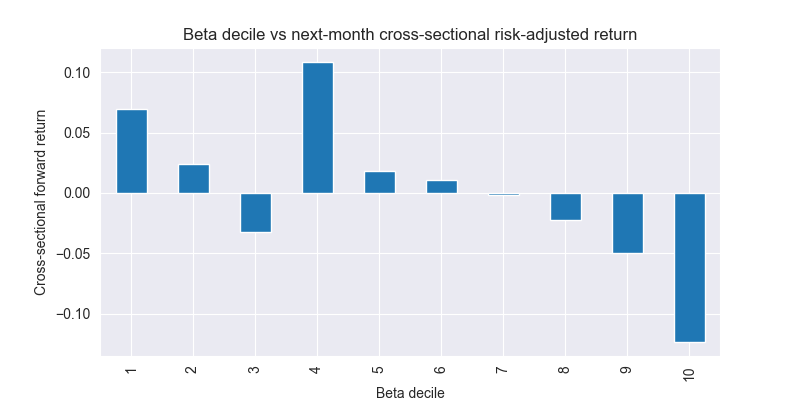 Beta decile vs next-month cross-sectional risk-adjusted return
Cross-sectional forward return
0.10
0.05
0.00
−0.05
−0.10
1 2 3 4 5 6 7 8 9 10
Beta decile